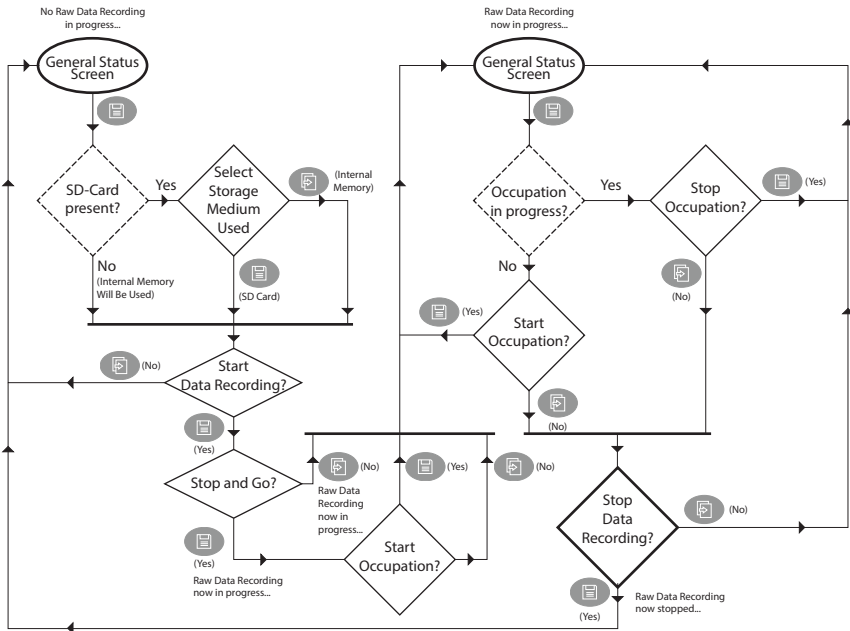 No Raw Data Recording
in progress...
General Status
Screen
SD-Card
present?
Yes
Select
Storage
Medium
Used
(Internal
Memory)
No
(Internal Memory
Will Be Used)
(SD Card)
Start
Data Recording?
(No)
(Yes)
Stop and Go?
(No)
Raw Data
Recording
now in
progress...
(Yes)
Raw Data Recording
now in progress...
Start
Occupation?
(Yes)
(No)
Raw Data Recording
now in progress...
General Status
Screen
Occupation
in progress?
Yes
Stop
Occupation?
(Yes)
No
(No)
Start
Occupation?
(Yes)
(No)
Stop
Data
Recording?
(No)
(Yes)
Raw Data Recording
now stopped...